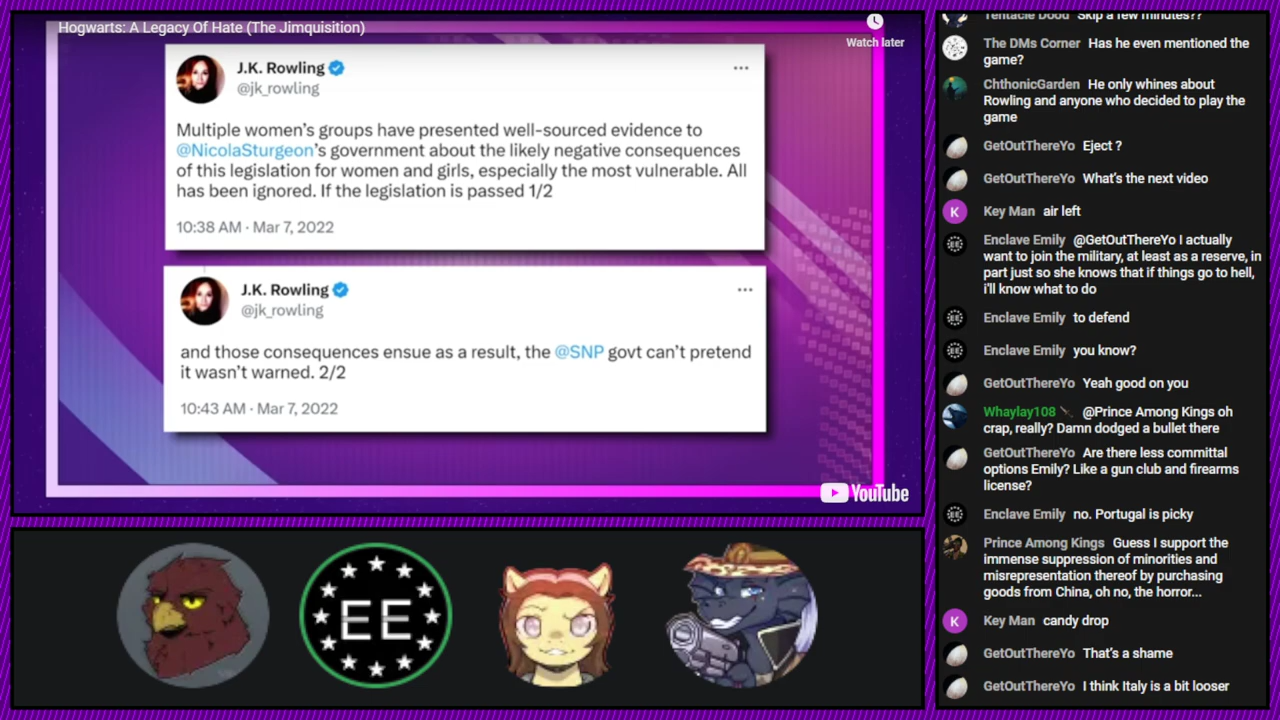 Hogwarts: A Legacy Of Hate (The Jimquisition)
Watch later
J.K. Rowling
@jk_rowling
Multiple women's groups have presented well-sourced evidence to
@NicolaSturgeon's government about the likely negative consequences
of this legislation for women and girls, especially the most vulnerable. All
has been ignored. If the legislation is passed 1/2
10:38 AM · Mar 7, 2022
J.K. Rowling
@jk_rowling
and those consequences ensue as a result, the @SNP govt can't pretend
it wasn't warned. 2/2
10:43 AM · Mar 7, 2022
YouTube
EE
Tentacle Dood Skip a few minutes??
The DMs Corner Has he even mentioned the
game?
ChthonicGarden He only whines about
Rowling and anyone who decided to play the
game
GetOutThereYo Eject ?
GetOutThereYo What's the next video
K
Key Man air left
Enclave Emily @GetOutThereYo I actually
want to join the military, at least as a reserve, in
part just so she knows that if things go to hell,
i'll know what to do
Enclave Emily to defend
Enclave Emily you know?
GetOutThereYo Yeah good on you
Whaylay108 @Prince Among Kings oh
crap, really? Damn dodged a bullet there
GetOutThereYo Are there less committal
options Emily? Like a gun club and firearms
license?
Enclave Emily no. Portugal is picky
Prince Among Kings Guess I support the
immense suppression of minorities and
misrepresentation thereof by purchasing
goods from China, oh no, the horror...
K
Key Man candy drop
GetOutThereYo That's a shame
GetOutThereYo I think Italy is a bit looser